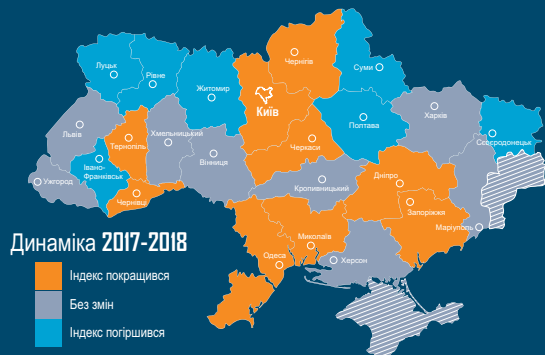 Чернігів
Луцьк
Рівне
Суми
Житомир
Київ
Львів
Тернопіль
Хмельницький
Полтава
Харків
Сєвєродонецьк
Івано-
Франківськ
Вінниця
Черкаси
Ужгород
Чернівці
Кропивницький
Дніпро
Запоріжжя
Маріуполь
Миколаїв
Одеса
Херсон
Динаміка 2017-2018
Індекс покращився
Без змін
Індекс погіршився